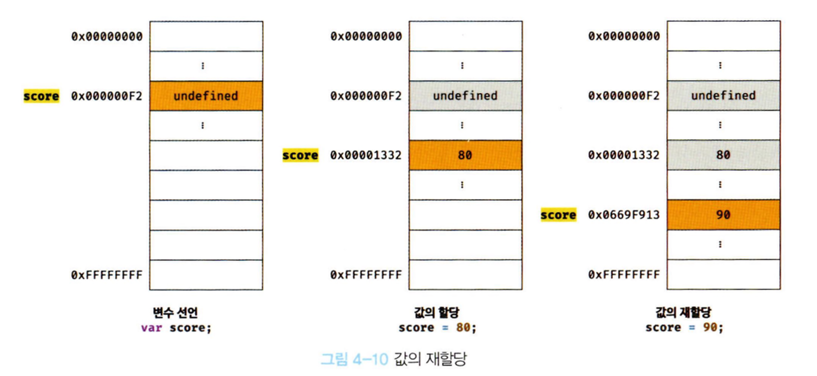 0x00000000
⋮
score 0x000000F2 undefined
⋮
0xFFFFFFFF
변수 선언
var score;
0x00000000
⋮
0x000000F2 undefined
⋮
score 0x00001332 80
⋮
0xFFFFFFFF
값의 할당
score = 80;
0x00000000
⋮
0x000000F2 undefined
⋮
0x00001332 80
⋮
score 0x0669F913 90
⋮
0xFFFFFFFF
값의 재할당
score = 90;
그림 4-10 값의 재할당